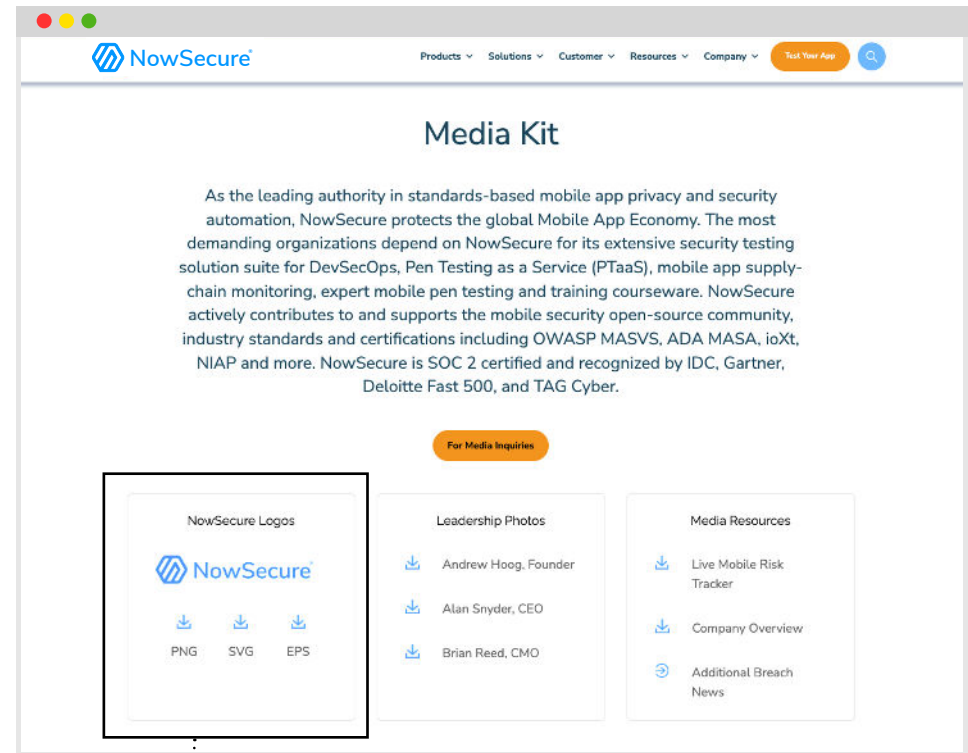 NowSecure
Products Solutions Customer Resources Company Test Your App
Media Kit
As the leading authority in standards-based mobile app privacy and security
automation, NowSecure protects the global Mobile App Economy. The most
demanding organizations depend on NowSecure for its extensive security testing
solution suite for DevSecOps, Pen Testing as a Service (PTaaS), mobile app supply-
chain monitoring, expert mobile pen testing and training courseware. NowSecure
actively contributes to and supports the mobile security open-source community,
industry standards and certifications including OWASP MASVS, ADA MASA, ioXt,
NIAP and more. NowSecure is SOC 2 certified and recognized by IDC, Gartner,
Deloitte Fast 500, and TAG Cyber.
For Media Inquiries
NowSecure Logos
NowSecure
PNG SVG EPS
Leadership Photos
Andrew Hoog, Founder
Alan Snyder, CEO
Brian Reed, CMO
Media Resources
Live Mobile Risk
Tracker
Company Overview
Additional Breach
News